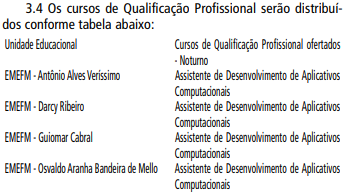 3.4 Os cursos de Qualificação Profissional serão distribuí-
dos conforme tabela abaixo:
Unidade Educacional Cursos de Qualificação Profissional ofertados
- Noturno
EMEFM - Antônio Alves Verissimo Assistente de Desenvolvimento de Aplicativos
Computacionais
EMEFM - Darcy Ribeiro Assistente de Desenvolvimento de Aplicativos
Computacionais
EMEFM - Guiomar Cabral Assistente de Desenvolvimento de Aplicativos
Computacionais
EMEFM - Osvaldo Aranha Bandeira de Mello Assistente de Desenvolvimento de Aplicativos
Computacionais